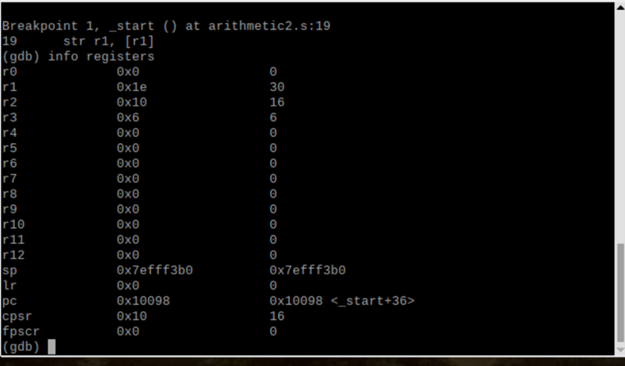 Breakpoint 1, _start () at arithmetic2.s:19
19 str r1, [r1]
(gdb) info registers
r0 0x0 0
r1 0x1e 30
r2 0x10 16
r3 0x6 6
r4 0x0 0
r5 0x0 0
r6 0x0 0
r7 0x0 0
r8 0x0 0
r9 0x0 0
r10 0x0 0
r11 0x0 0
r12 0x0 0
sp 0x7efff3b0 0x7efff3b0
lr 0x0 0
pc 0x10098 0x10098 <_start+36>
cpsr 0x10 16
fpscr 0x0 0
(gdb)